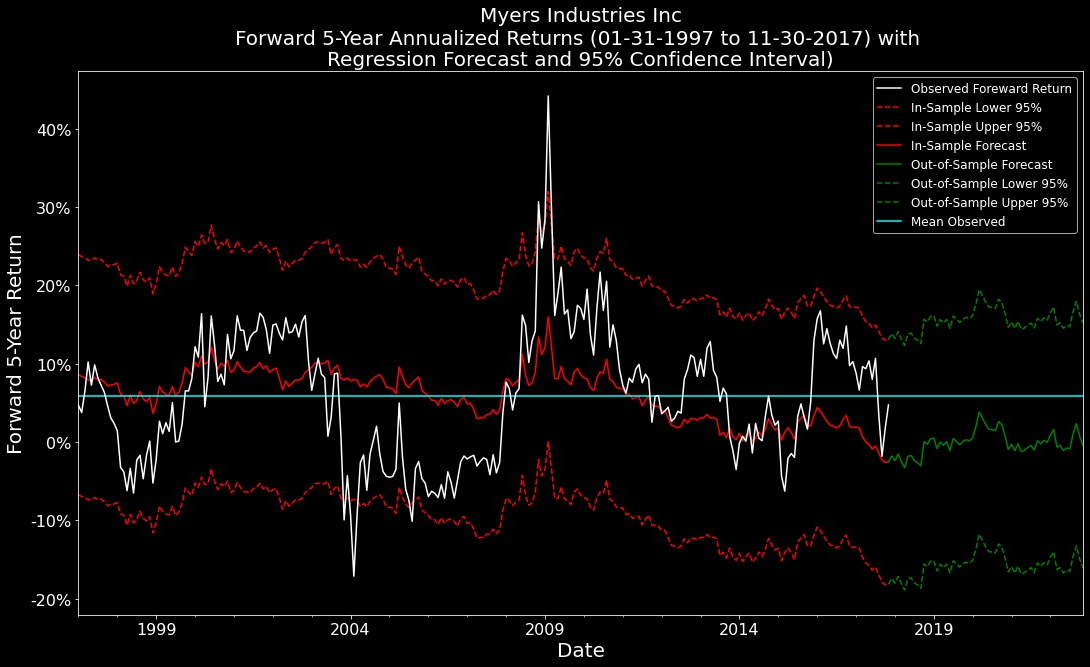 Myers Industries Inc
Forward 5-Year Annualized Returns (01-31-1997 to 11-30-2017) with
Regression Forecast and 95% Confidence Interval)
Observed Foreward Return
In-Sample Lower 95%
In-Sample Upper 95%
In-Sample Forecast
Out-of-Sample Forecast
Out-of-Sample Lower 95%
Out-of-Sample Upper 95%
Mean Observed
Forward 5-Year Return
40%
30%
20%
10%
0%
-10%
-20%
1999
2004
2009
2014
2019
Date